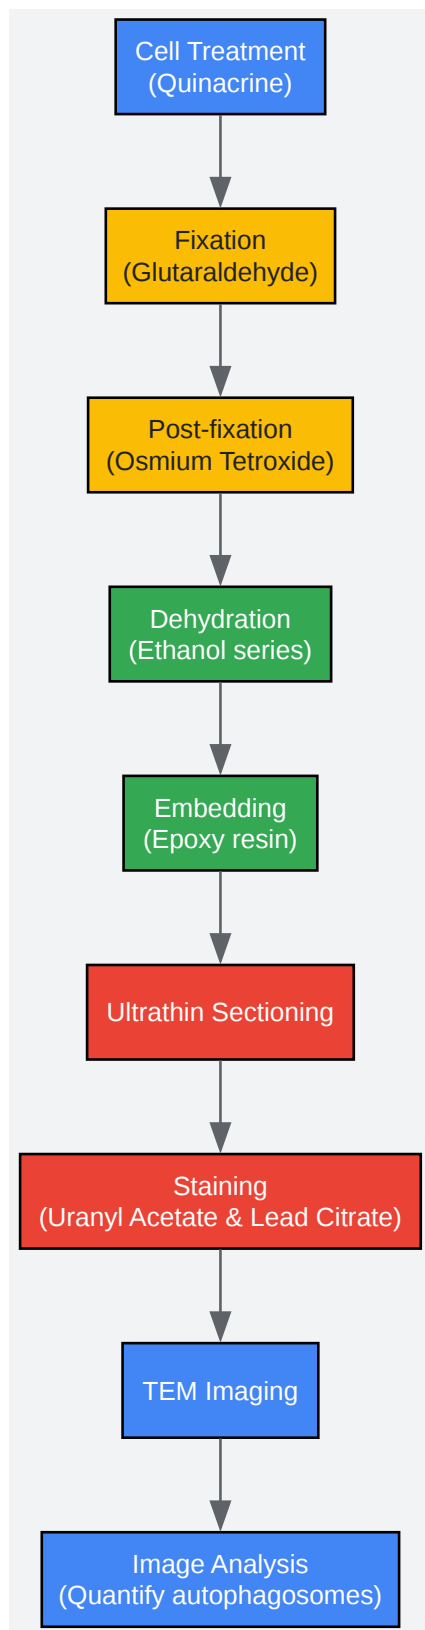 Cell Treatment
(Quinacrine)
Fixation
(Glutaraldehyde)
Post-fixation
(Osmium Tetroxide)
Dehydration
(Ethanol series)
Embedding
(Epoxy resin)
Ultrathin Sectioning
Staining
(Uranyl Acetate & Lead Citrate)
TEM Imaging
Image Analysis
(Quantify autophagosomes)